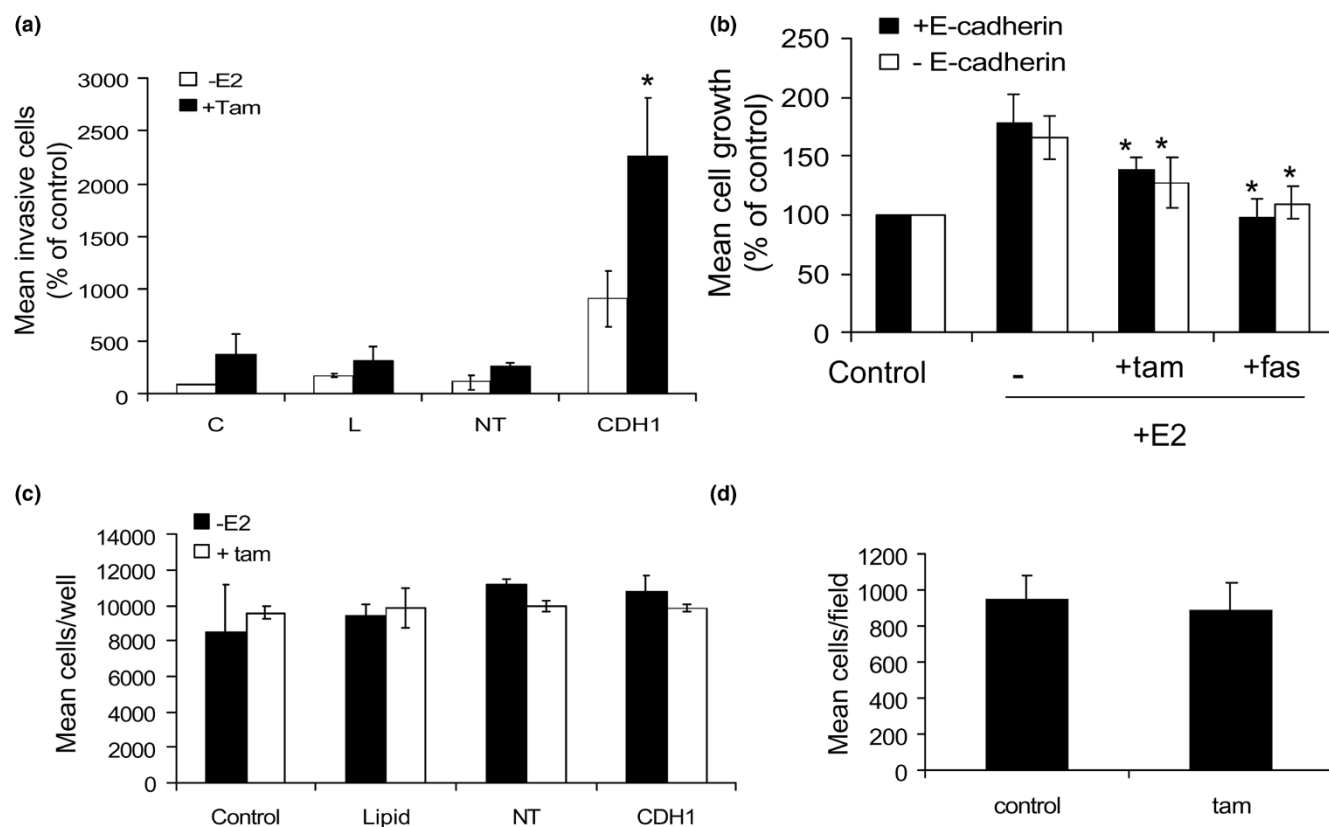 (a)
Mean invasive cells
(% of control)
3000
2500
2000
1500
1000
500
0
-E2
+Tam
*
C L NT CDH1
(b)
+E-cadherin
- E-cadherin
Mean cell growth
(% of control)
250
200
150
100
50
0
* *
* *
Control - +tam +fas
+E2
(c)
-E2
+ tam
Mean cells/well
14000
12000
10000
8000
6000
4000
2000
0
Control Lipid NT CDH1
(d)
Mean cells/field
1200
1000
800
600
400
200
0
control tam